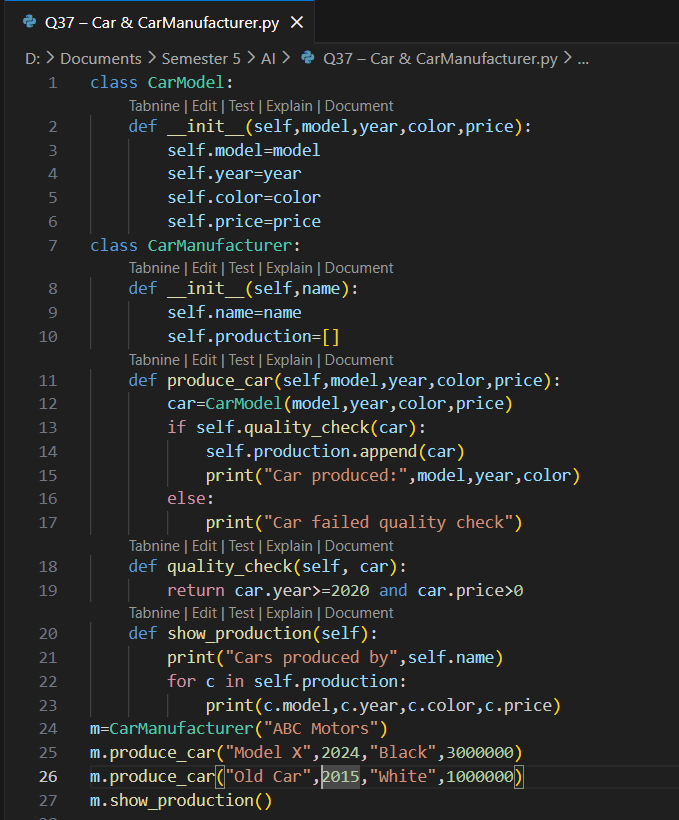 Q37 – Car & CarManufacturer.py ×
D: > Documents > Semester 5 > AI > Q37 – Car & CarManufacturer.py > ...
1 class CarModel:
Tabnine | Edit | Test | Explain | Document
2 def __init__(self,model,year,color,price):
3 self.model=model
4 self.year=year
5 self.color=color
6 self.price=price
7 class CarManufacturer:
Tabnine | Edit | Test | Explain | Document
8 def __init__(self,name):
9 self.name=name
10 self.production=[]
Tabnine | Edit | Test | Explain | Document
11 def produce_car(self,model,year,color,price):
12 car=CarModel(model,year,color,price)
13 if self.quality_check(car):
14 self.production.append(car)
15 print("Car produced:",model,year,color)
16 else:
17 print("Car failed quality check")
Tabnine | Edit | Test | Explain | Document
18 def quality_check(self, car):
19 return car.year>=2020 and car.price>0
Tabnine | Edit | Test | Explain | Document
20 def show_production(self):
21 print("Cars produced by",self.name)
22 for c in self.production:
23 print(c.model,c.year,c.color,c.price)
24 m=CarManufacturer("ABC Motors")
25 m.produce_car("Model X",2024,"Black",3000000)
26 m.produce_car("Old Car",2015,"White",1000000)
27 m.show_production()